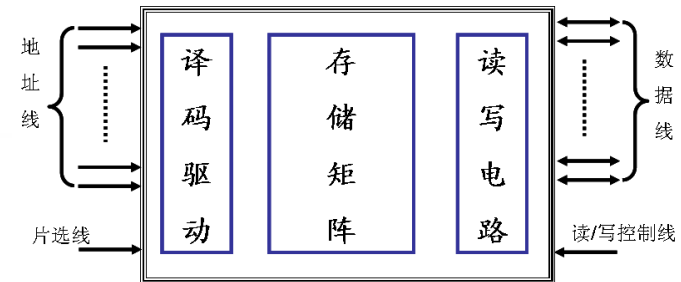 地址线
片选线
译码驱动
存储矩阵
读写电路
数据线
读/写控制线